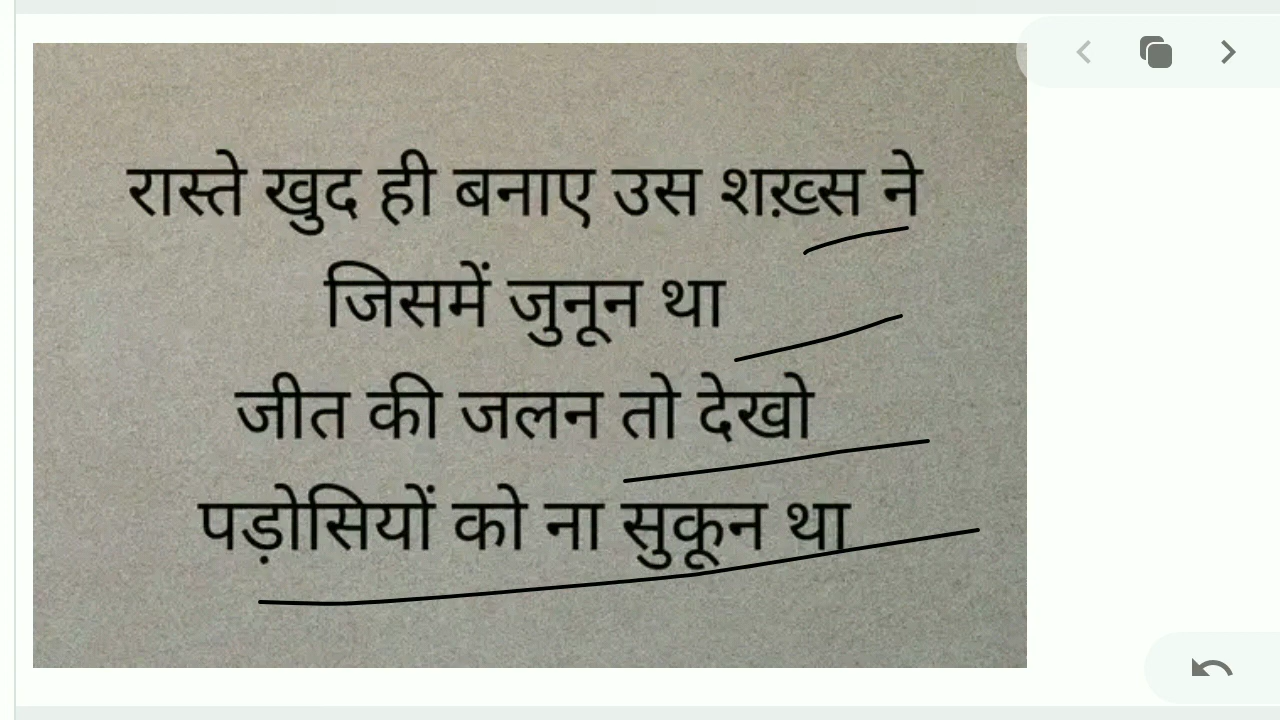 रास्ते खुद ही बनाए उस शख़्स ने
जिसमें जुनून था
जीत की जलन तो देखो
पड़ोसियों को ना सुकून था